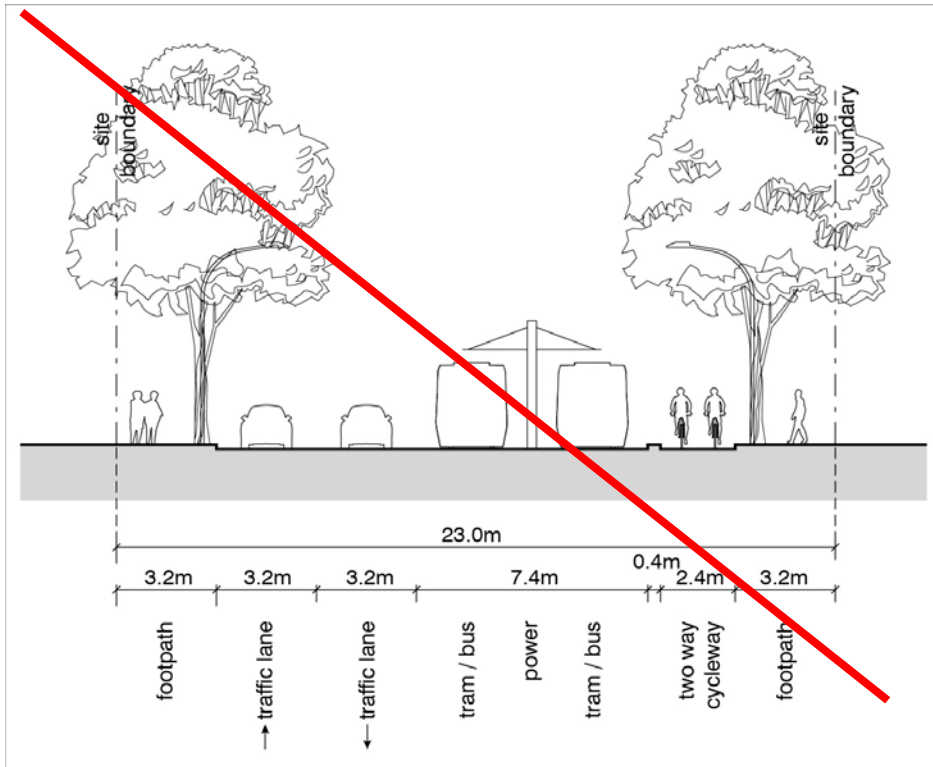 site
boundary
site
boundary
23.0m
0.4m
3.2m
3.2m
3.2m
7.4m
2.4m
3.2m
footpath
traffic lane
traffic lane
tram / bus
power
tram / bus
two way
cycleway
footpath